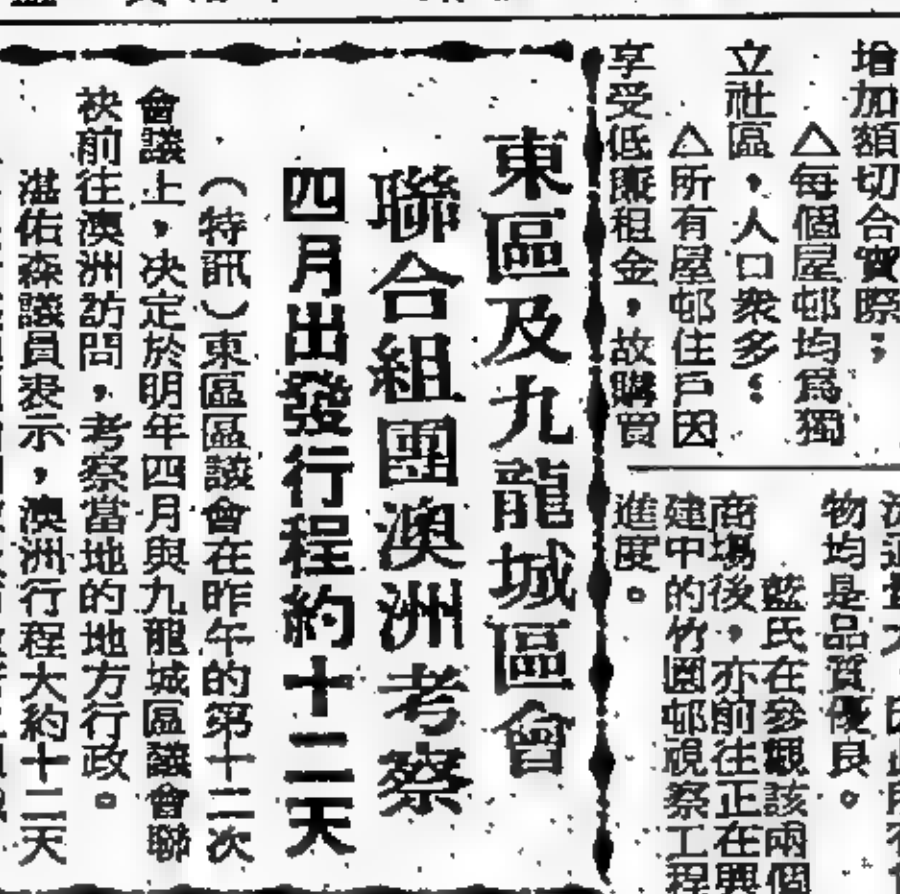 增加額切合實際；
△每個屋邨均爲獨
立社區，人口衆多；
△所有屋邨住戶因
享受低廉租金，故購買
物均是品質優良。
藍氏在參觀該兩個
商場後，亦前往正在興
建中的竹園邨視察工程
進度。
東區及九龍城區會
聯合組團澳洲考察
四月出發行程約十二天
（特訊）東區區議會在昨午的第十二次
會議上，決定於明年四月與九龍城區議會聯
袂前往澳洲訪問，考察當地的地方行政。
湛佑森議員表示，澳洲行程大約十二天